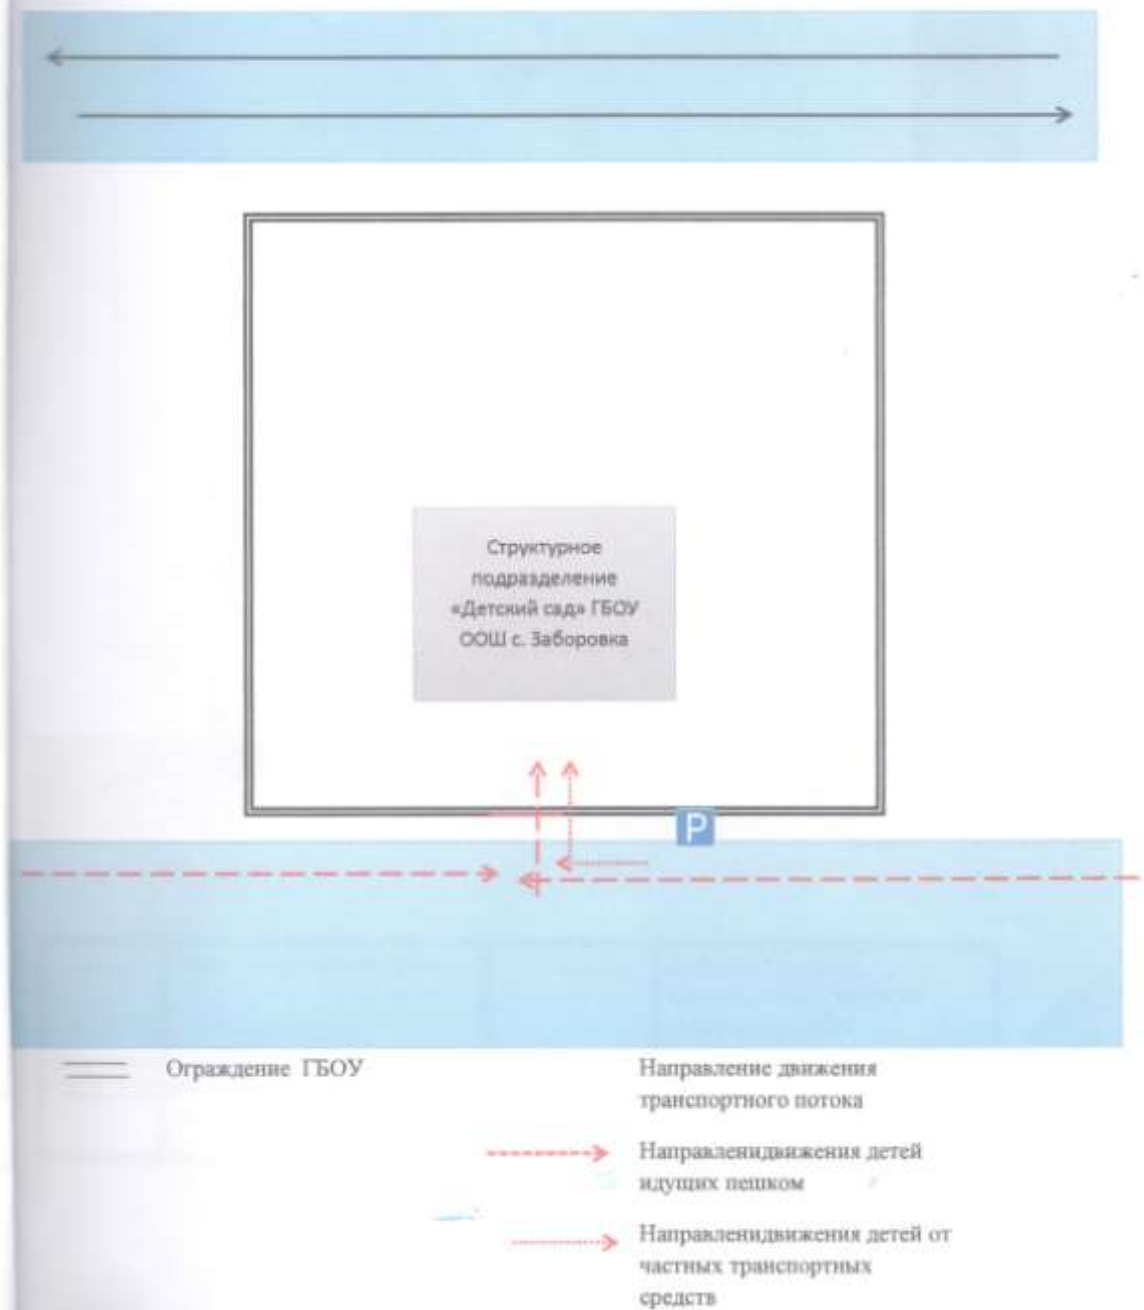 Структурное
подразделение
«Детский сад» ГБОУ
ООШ с. Заборовка
P
Ограждение ГБОУ
Направление движения
транспортного потока
Направленидвижения детей
идущих пешком
Направленидвижения детей от
частных транспортных
средств